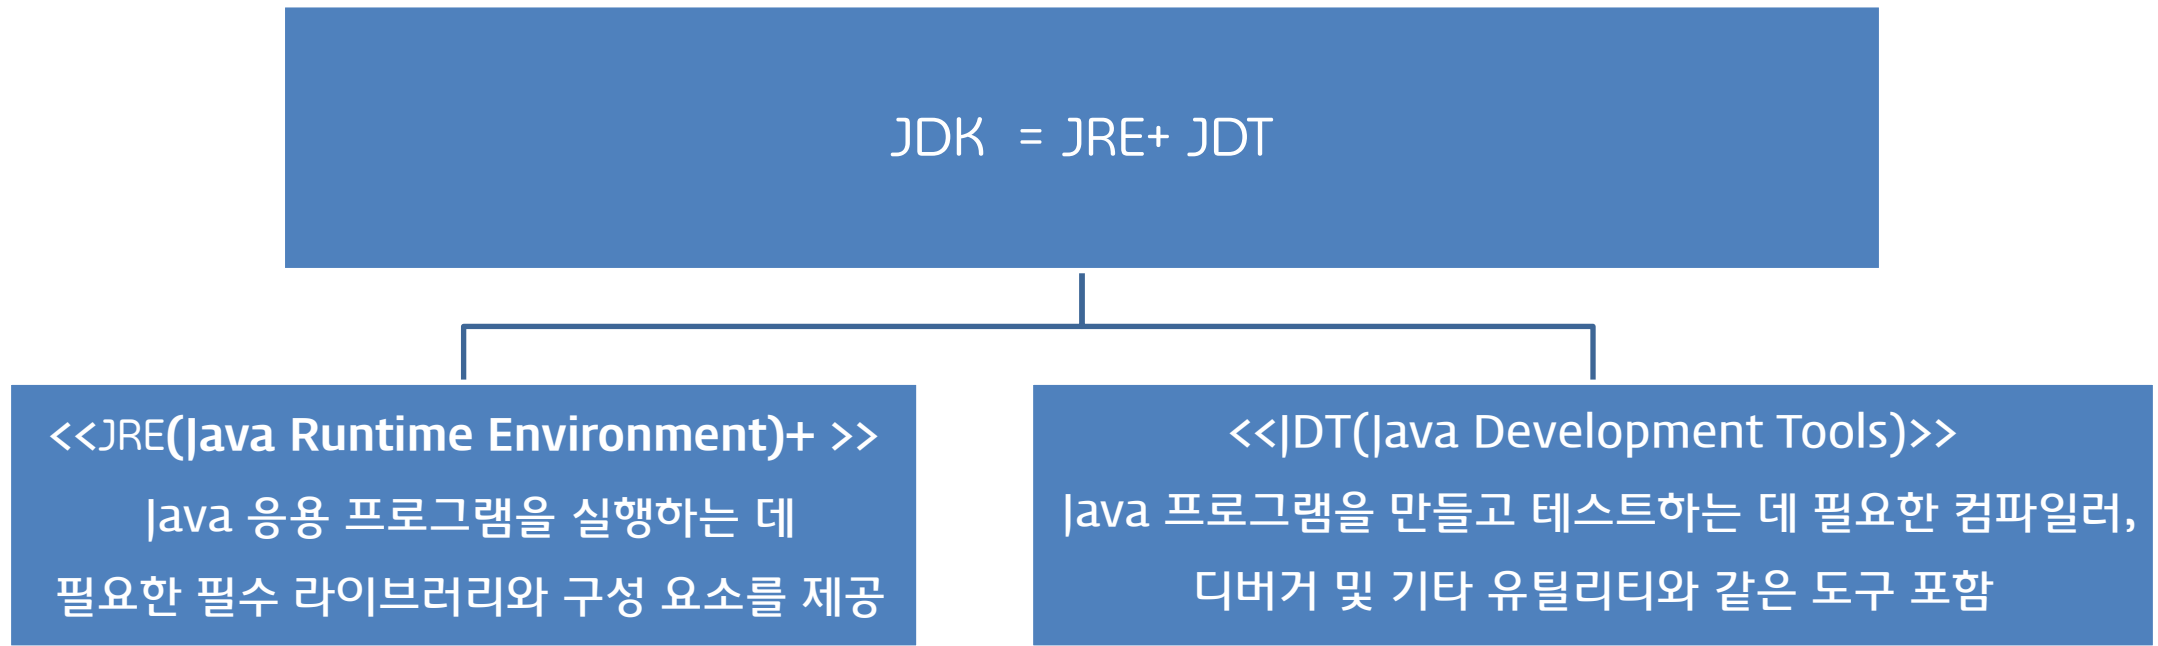 JDK = JRE+ JDT
<<JRE(Java Runtime Environment)+ >>
Java 응용 프로그램을 실행하는 데
필요한 필수 라이브러리와 구성 요소를 제공
<<JDT(Java Development Tools)>>
Java 프로그램을 만들고 테스트하는 데 필요한 컴파일러,
디버거 및 기타 유틸리티와 같은 도구 포함